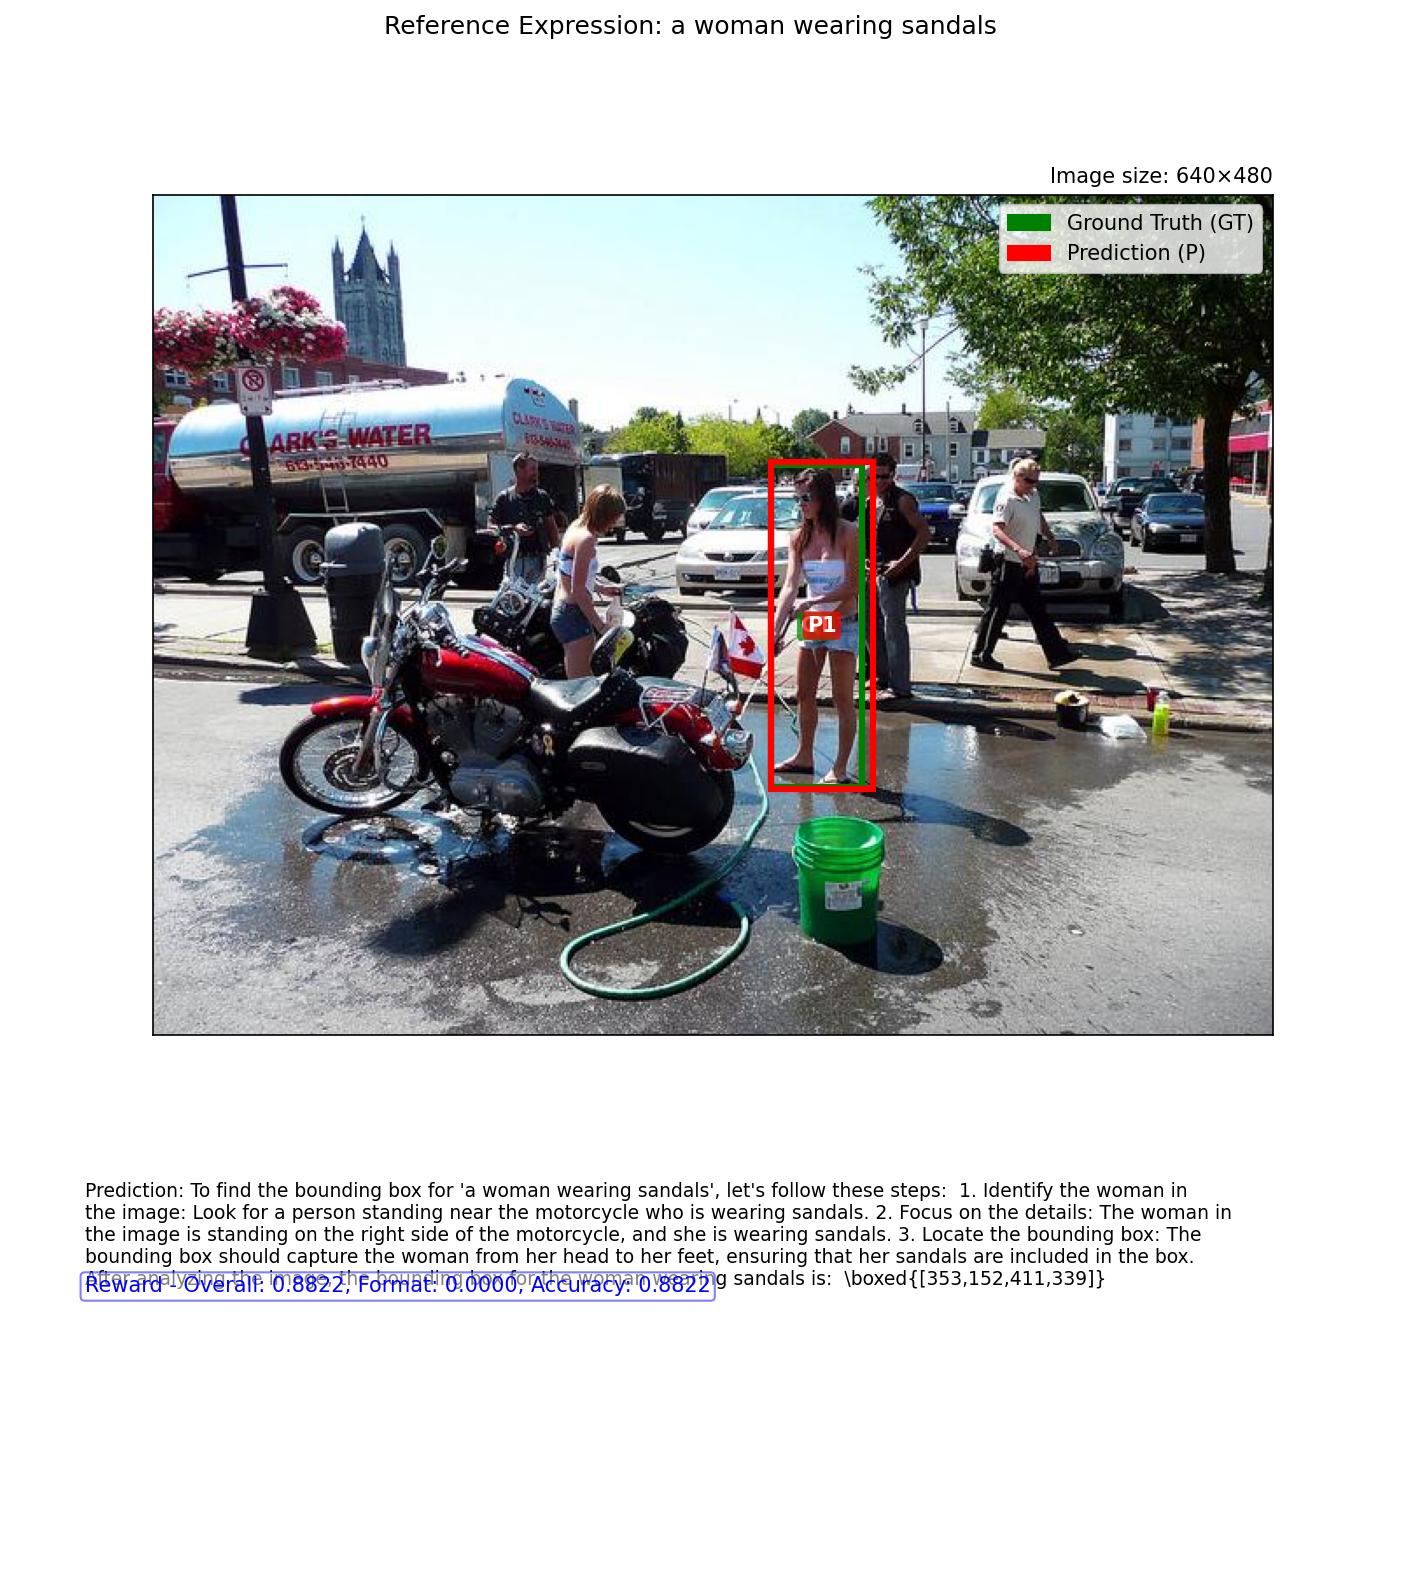 Reference Expression: a woman wearing sandals
Image size: 640×480
Ground Truth (GT)
Prediction (P)
CLARK'S WATER
613-546-7440
CLARK'S WATER
613-546-7440
P1
Prediction: To find the bounding box for 'a woman wearing sandals', let's follow these steps:  1. Identify the woman in
the image: Look for a person standing near the motorcycle who is wearing sandals. 2. Focus on the details: The woman in
the image is standing on the right side of the motorcycle, and she is wearing sandals. 3. Locate the bounding box: The
bounding box should capture the woman from her head to her feet, ensuring that her sandals are included in the box.
After analyzing the image, the bounding box for the woman wearing sandals is:  \boxed{[353,152,411,339]}
Reward - Overall: 0.8822, Format: 0.0000, Accuracy: 0.8822